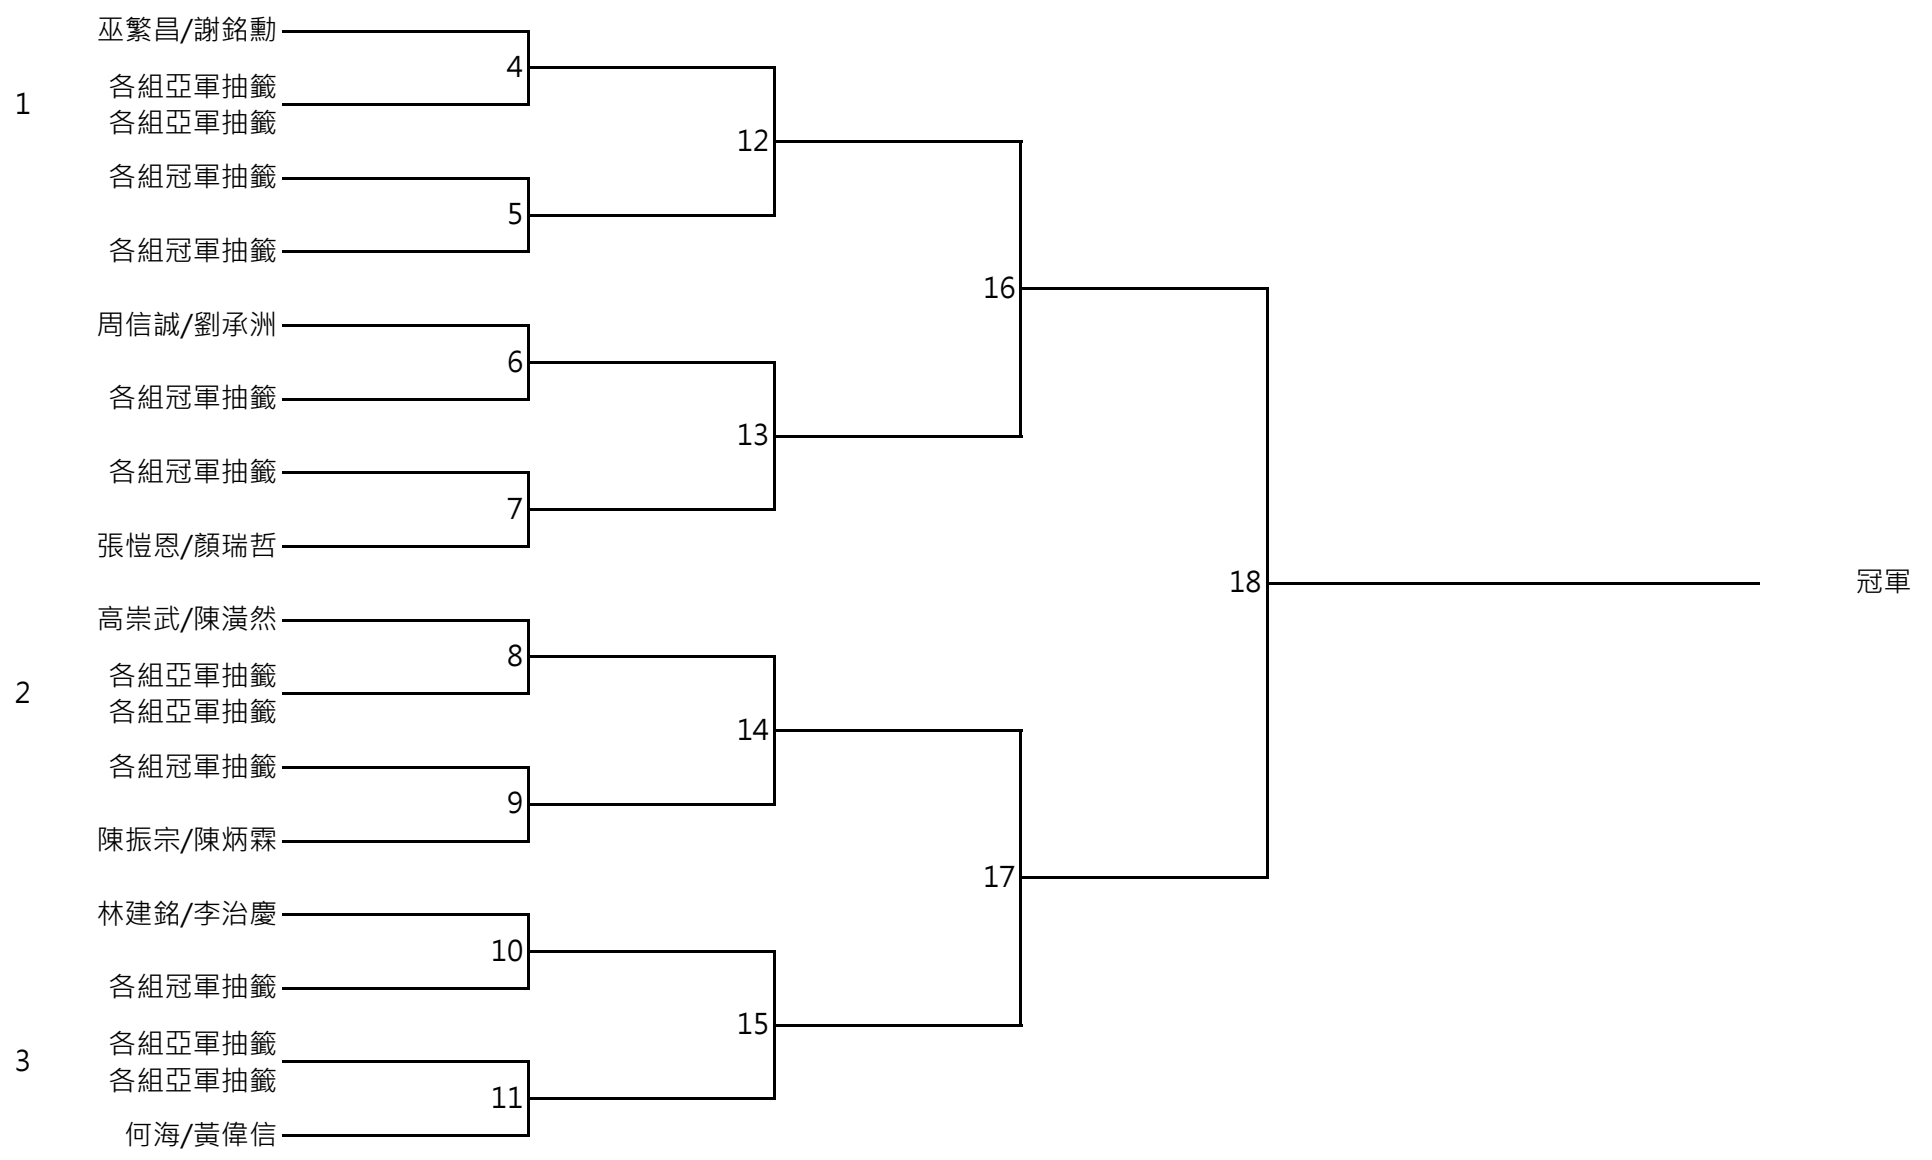 巫繁昌/謝銘勳
4
各組亞軍抽籤
1
各組亞軍抽籤
12
各組冠軍抽籤
5
各組冠軍抽籤
16
周信誠/劉承洲
6
各組冠軍抽籤
13
各組冠軍抽籤
7
張愷恩/顏瑞哲
18
冠軍
高崇武/陳潢然
8
各組亞軍抽籤
2
各組亞軍抽籤
14
各組冠軍抽籤
9
陳振宗/陳炳霖
17
林建銘/李治慶
10
各組冠軍抽籤
15
各組亞軍抽籤
3
各組亞軍抽籤
11
何海/黃偉信